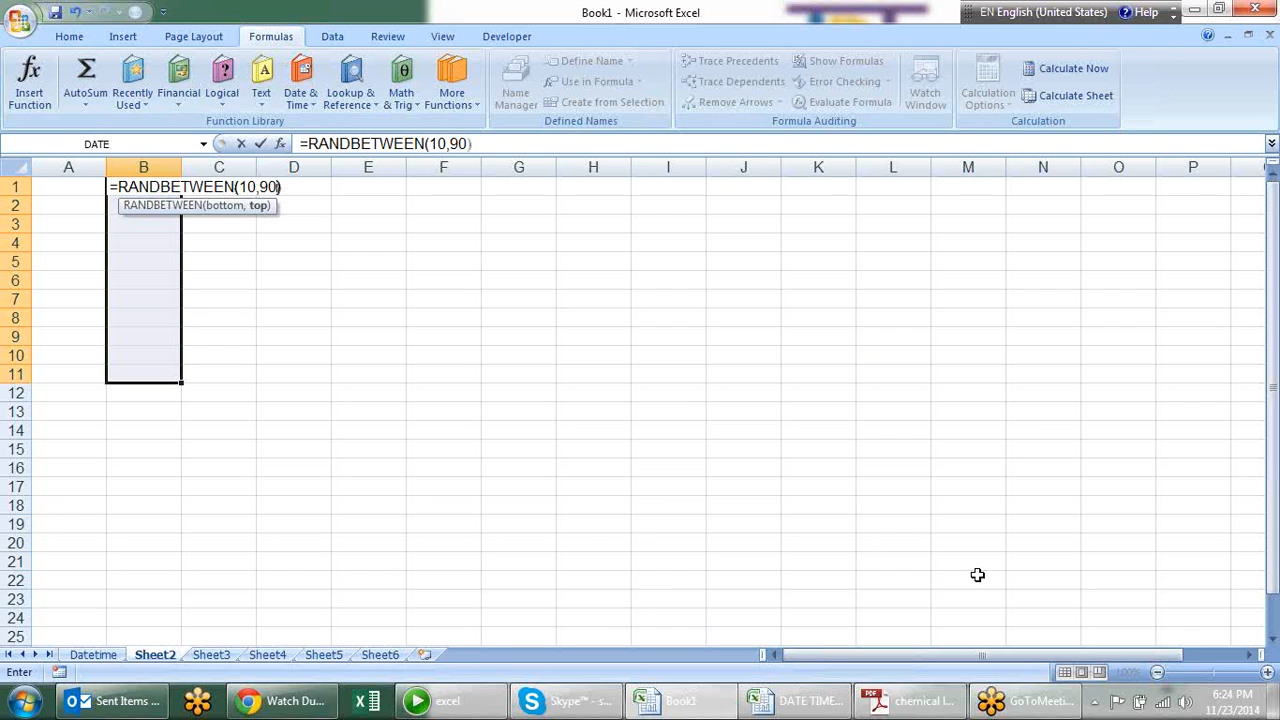 Book1 - Microsoft Excel
EN English (United States) Help
Home Insert Page Layout Formulas Data Review View Developer
Insert Function
AutoSum
Recently Used
Financial
Logical
Text
Date & Time
Lookup & Reference
Math & Trig
More Functions
Function Library
Name Manager
Define Name
Use in Formula
Create from Selection
Defined Names
Trace Precedents
Trace Dependents
Remove Arrows
Show Formulas
Error Checking
Evaluate Formula
Formula Auditing
Watch Window
Calculation Options
Calculate Now
Calculate Sheet
Calculation
DATE =RANDBETWEEN(10,90)
A B C D E F G H I J K L M N O P
1 =RANDBETWEEN(10,90)
2 RANDBETWEEN(bottom, top)
3
4
5
6
7
8
9
10
11
12
13
14
15
16
17
18
19
20
21
22
23
24
25
Datetime Sheet2 Sheet3 Sheet4 Sheet5 Sheet6
Enter 100%
Sent Items ... Watch Du... excel Skype™ - s... Book1 DATE TIME... chemical l... GoToMeeti... 6:24 PM
11/23/2014